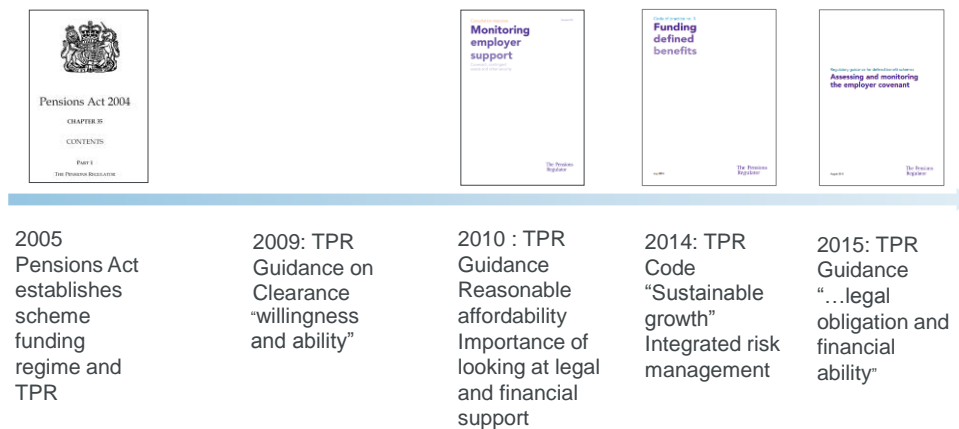 Pensions Act 2004
CHAPTER 35
CONTENTS
PART 1
THE PENSIONS REGULATOR
Monitoring
employer
support
The Pensions
Regulator
Funding
defined
benefits
The Pensions
Regulator
Assessing and monitoring
the employer covenant
The Pensions
Regulator
2005
Pensions Act
establishes
scheme
funding
regime and
TPR
2009: TPR
Guidance on
Clearance
“willingness
and ability”
2010 : TPR
Guidance
Reasonable
affordability
Importance of
looking at legal
and financial
support
2014: TPR
Code
“Sustainable
growth”
Integrated risk
management
2015: TPR
Guidance
“…legal
obligation and
financial
ability”